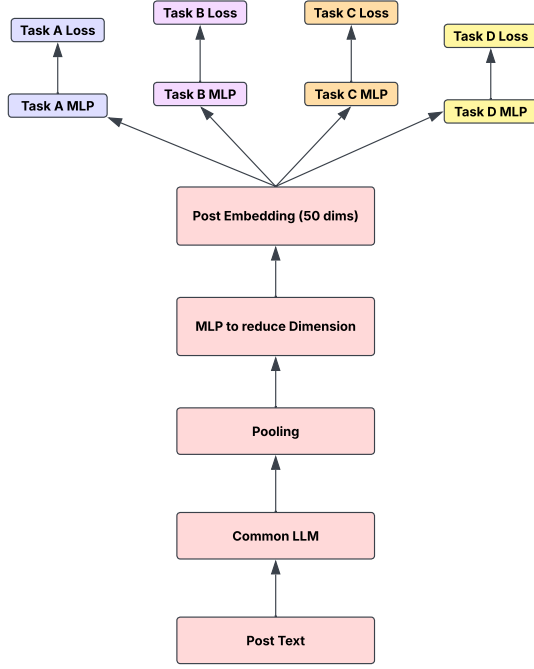 Task A Loss
Task B Loss
Task C Loss
Task D Loss
Task A MLP
Task B MLP
Task C MLP
Task D MLP
Post Embedding (50 dims)
MLP to reduce Dimension
Pooling
Common LLM
Post Text